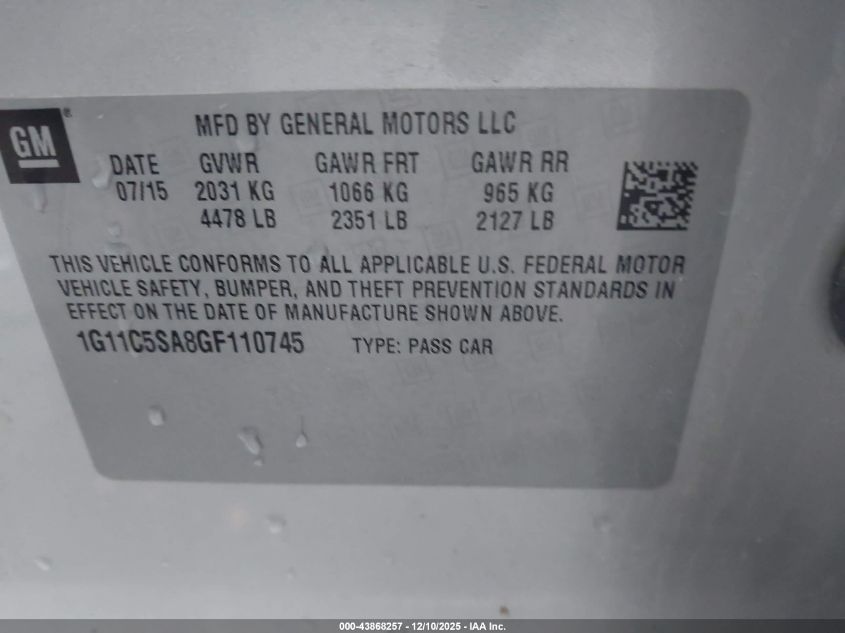 GM ®
MFD BY GENERAL MOTORS LLC
DATE GVWR GAWR FRT GAWR RR
07/15 2031 KG 1066 KG 965 KG
4478 LB 2351 LB 2127 LB
THIS VEHICLE CONFORMS TO ALL APPLICABLE U.S. FEDERAL MOTOR
VEHICLE SAFETY, BUMPER, AND THEFT PREVENTION STANDARDS IN
EFFECT ON THE DATE OF MANUFACTURE SHOWN ABOVE.
1G11C5SA8GF110745 TYPE: PASS CAR
000-43868257 - 12/10/2025 - IAA Inc.